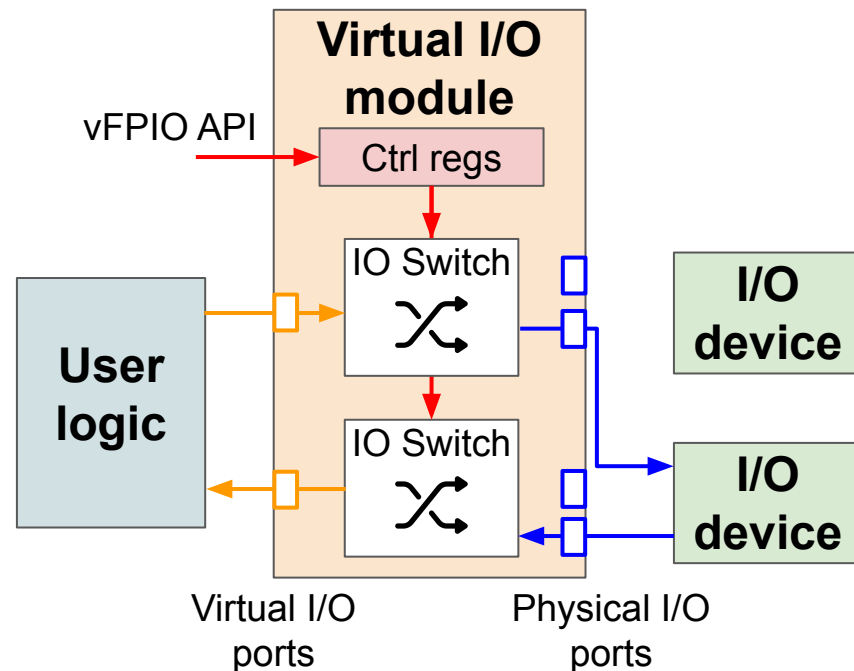 Virtual I/O
module
vFPIO API
Ctrl regs
IO Switch
User
logic
I/O
device
IO Switch
I/O
device
Virtual I/O
ports
Physical I/O
ports